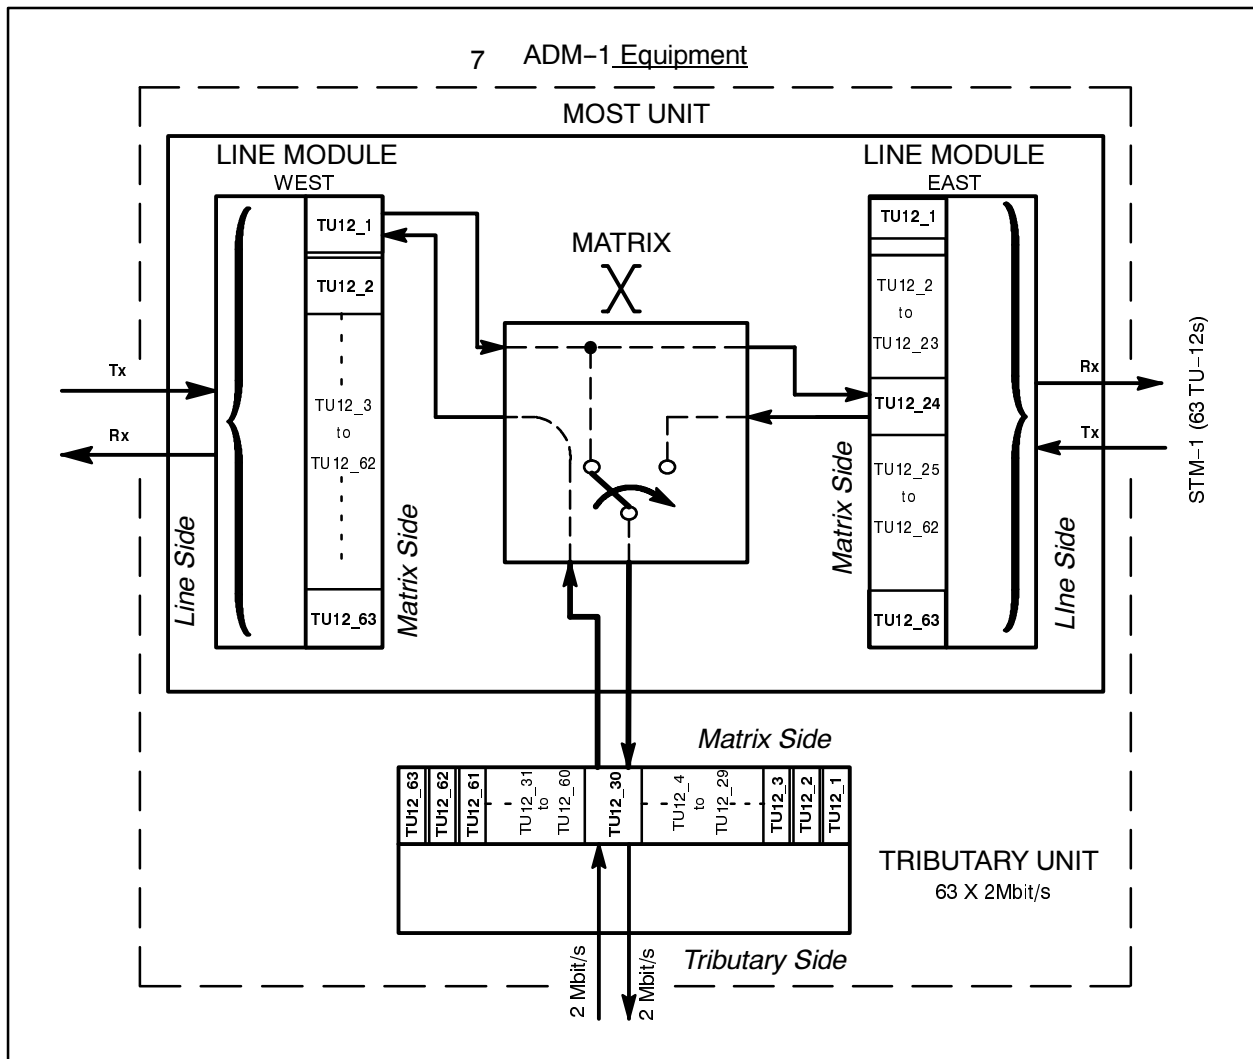 7 ADM-1 Equipment
MOST UNIT
LINE MODULE
WEST
TU12_1
TU12_2
TU12_3
to
TU12_62
TU12_63
Tx
Rx
Line Side
Matrix Side
MATRIX
LINE MODULE
EAST
TU12_1
TU12_2
to
TU12_23
TU12_24
TU12_25
to
TU12_62
TU12_63
Matrix Side
LIne Side
Rx
Tx
STM-1 (63 TU-12s)
Matrix Side
TU12_63
TU12_62
TU12_61
TU12_31
to
TU12_60
TU12_30
TU12_4
to
TU12_29
TU12_3
TU12_2
TU12_1
TRIBUTARY UNIT
63 X 2Mbit/s
Tributary Side
2 Mbit/s
2 Mbit/s